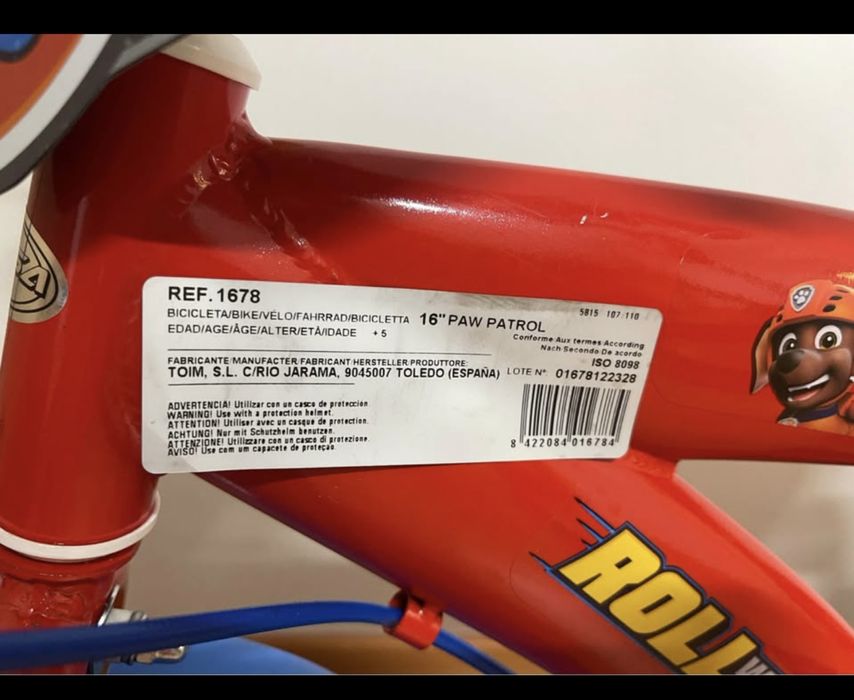 REF.1678
BICICLETA/BIKE/VÉLO/FAHRRAD/BICICLETTA 16" PAW PATROL
5815 107 110
EDAD/AGE/ÂGE/ALTER/ETÀ/IDADE +5
Conforme Aux termes According
Nach Secondo De acordo
ISO 8098
FABRICANTE MANUFACTER FABRICANT HERSTELLER PRODUTTORE:
TOIM, S.L. C/RIO JARAMA, 9045007 TOLEDO (ESPAÑA) LOTE Nº 01678122328
ADVERTENCIA! Utilizar con un casco de protección.
WARNING! Use with a protection helmet.
ATTENTION! Utiliser avec un casque de protection.
ACHTUNG! Nur mit Schutzhelm benutzen.
ATTENZIONE! Utilizzare con un casco di protezione.
AVISO! Use com um capacete de proteção.
8 422084 016784
ROLL